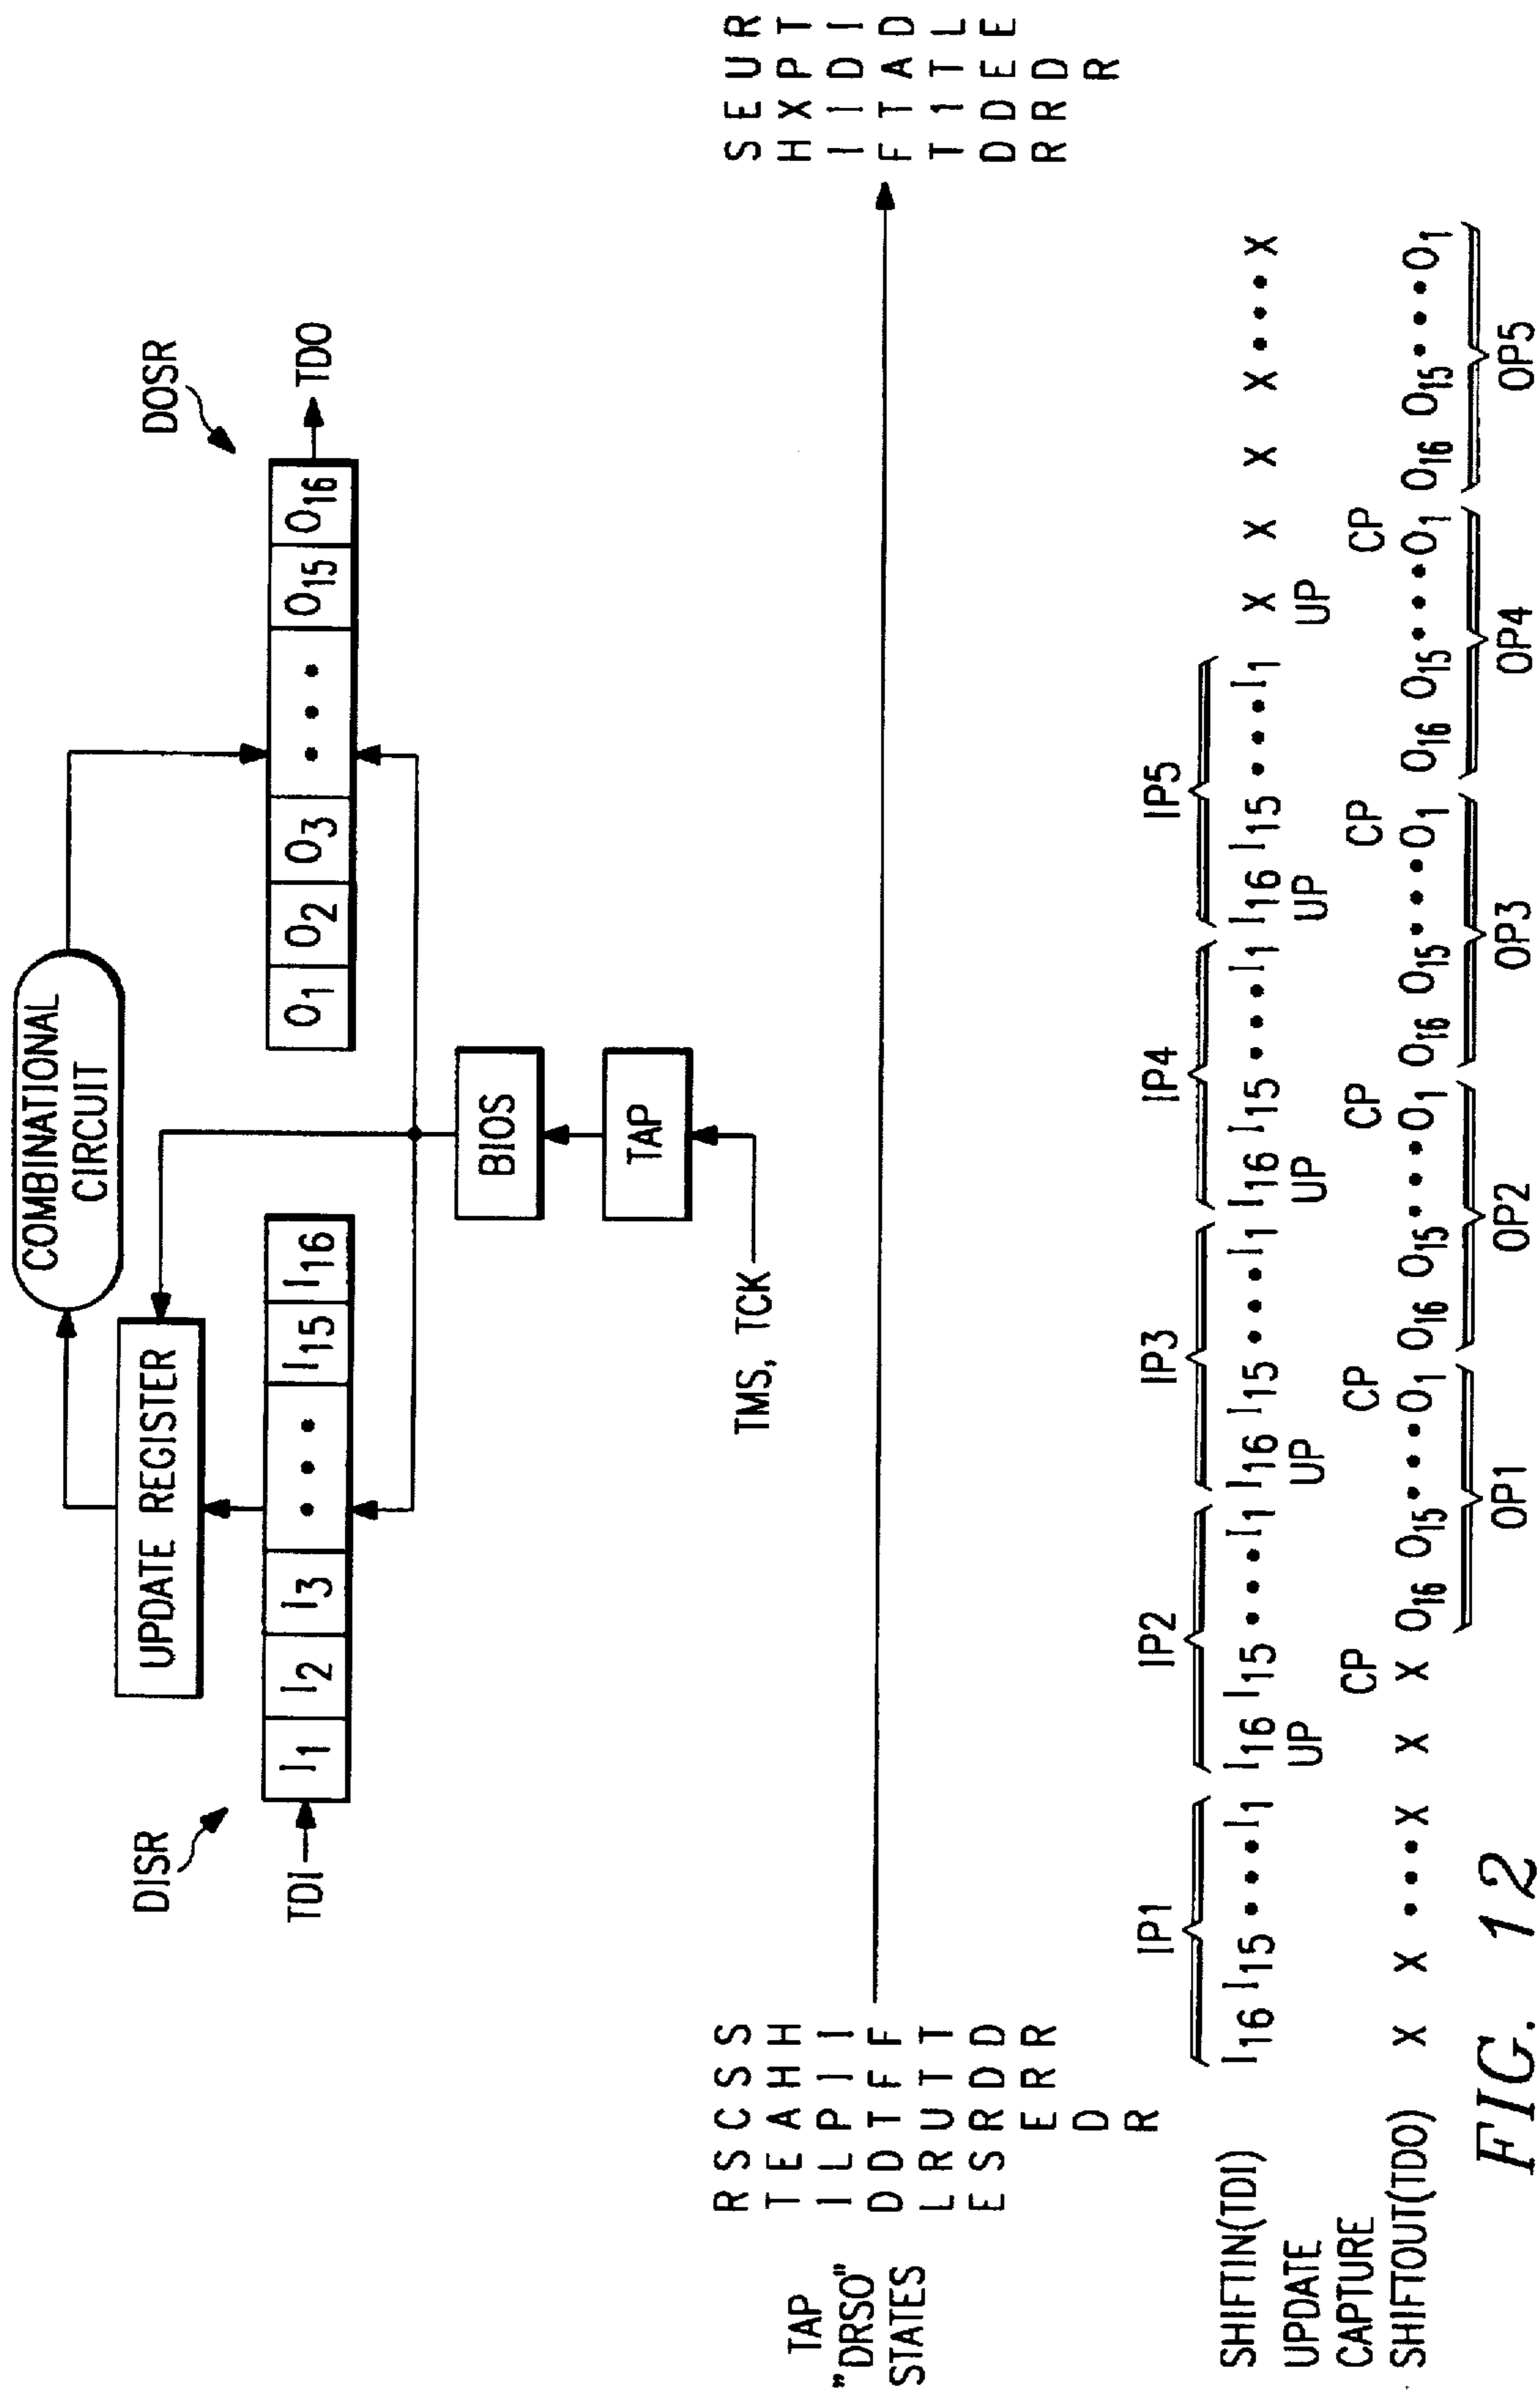 COMBINATIONAL
CIRCUIT
UPDATE REGISTER
DISR
DOSR
TDI
I1 I2 I3 • • • I15 I16
O1 O2 O3 • • • O15 O16
TDO
BIOS
TAP
TMS, TCK
TAP
"DRSO"
STATES
R S C S S
T E A H H
I L P I I
D D T F F
L R U T T
E S R D D
E R R
D
R
S E U R
H X P T
I I D I
F T A D
T 1 T L
D D E E
R R D
R
IP1 IP2 IP3 IP4 IP5
SHIFTIN(TDI) I16 I15 • • • I1 I16 I15 • • • I1 I16 I15 • • • I1 I16 I15 • • • I1 I16 I15 • • • I1 X X X X • • • X
UPDATE UP UP UP UP UP
CAPTURE CP CP CP CP CP
SHIFTOUT(TDO) X X • • • X X X O16 O15 • • • O1 O16 O15 • • • O1 O16 O15 • • • O1 O16 O15 • • • O1 O16 O15 • • • O1
OP1 OP2 OP3 OP4 OP5
FIG. 12